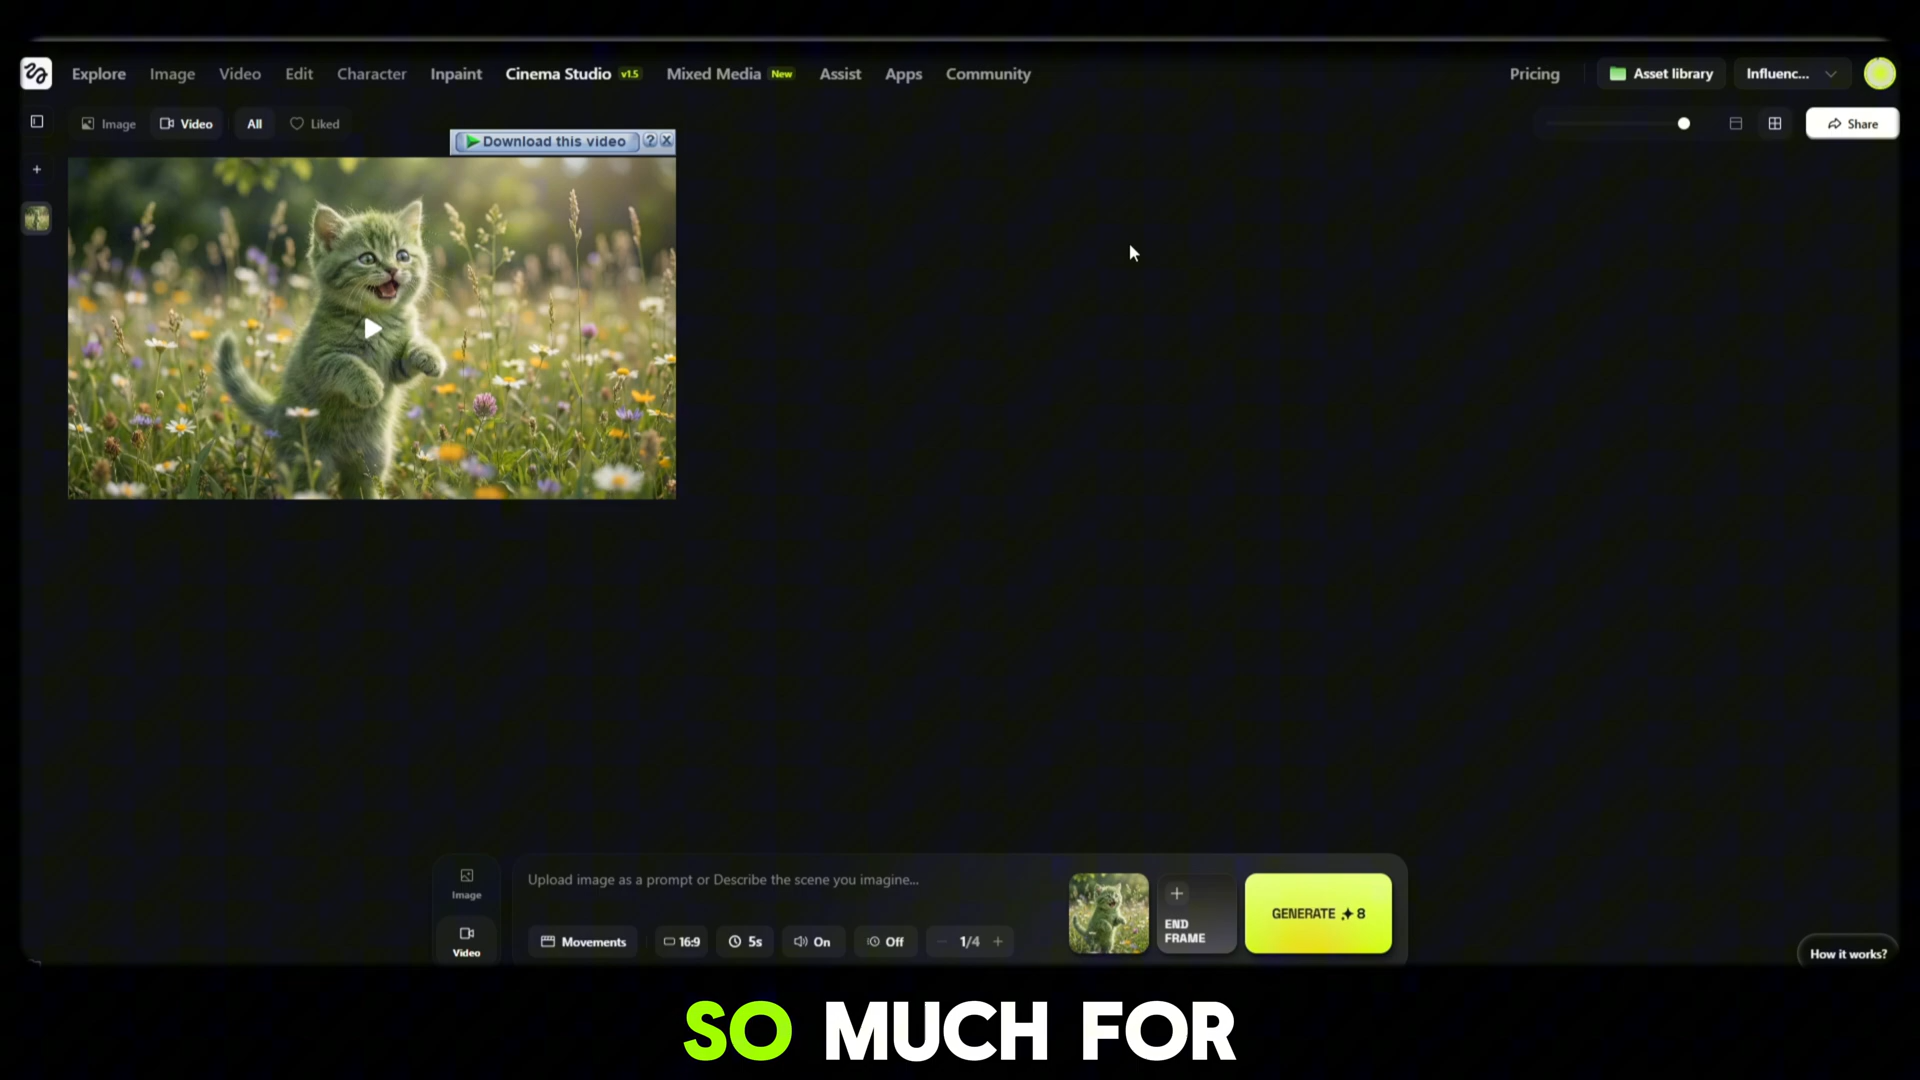 Explore Image Video Edit Character Inpaint Cinema Studio v1.5 Mixed Media New Assist Apps Community Pricing Asset library Influenc...
Image Video All Liked Share
Download this video ? X
Image
Upload image as a prompt or Describe the scene you imagine...
GENERATE 8
END
FRAME
Movements 16:9 5s On Off 1/4
Video
How it works?
SO MUCH FOR